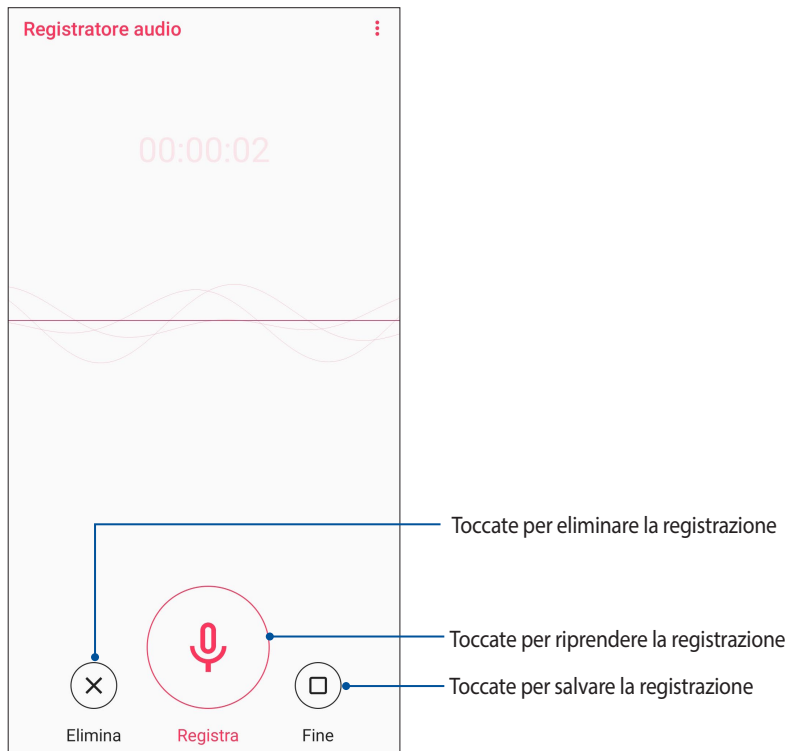 Registratore audio
00:00:02
Toccate per eliminare la registrazione
Toccate per riprendere la registrazione
Toccate per salvare la registrazione
Elimina
Registra
Fine